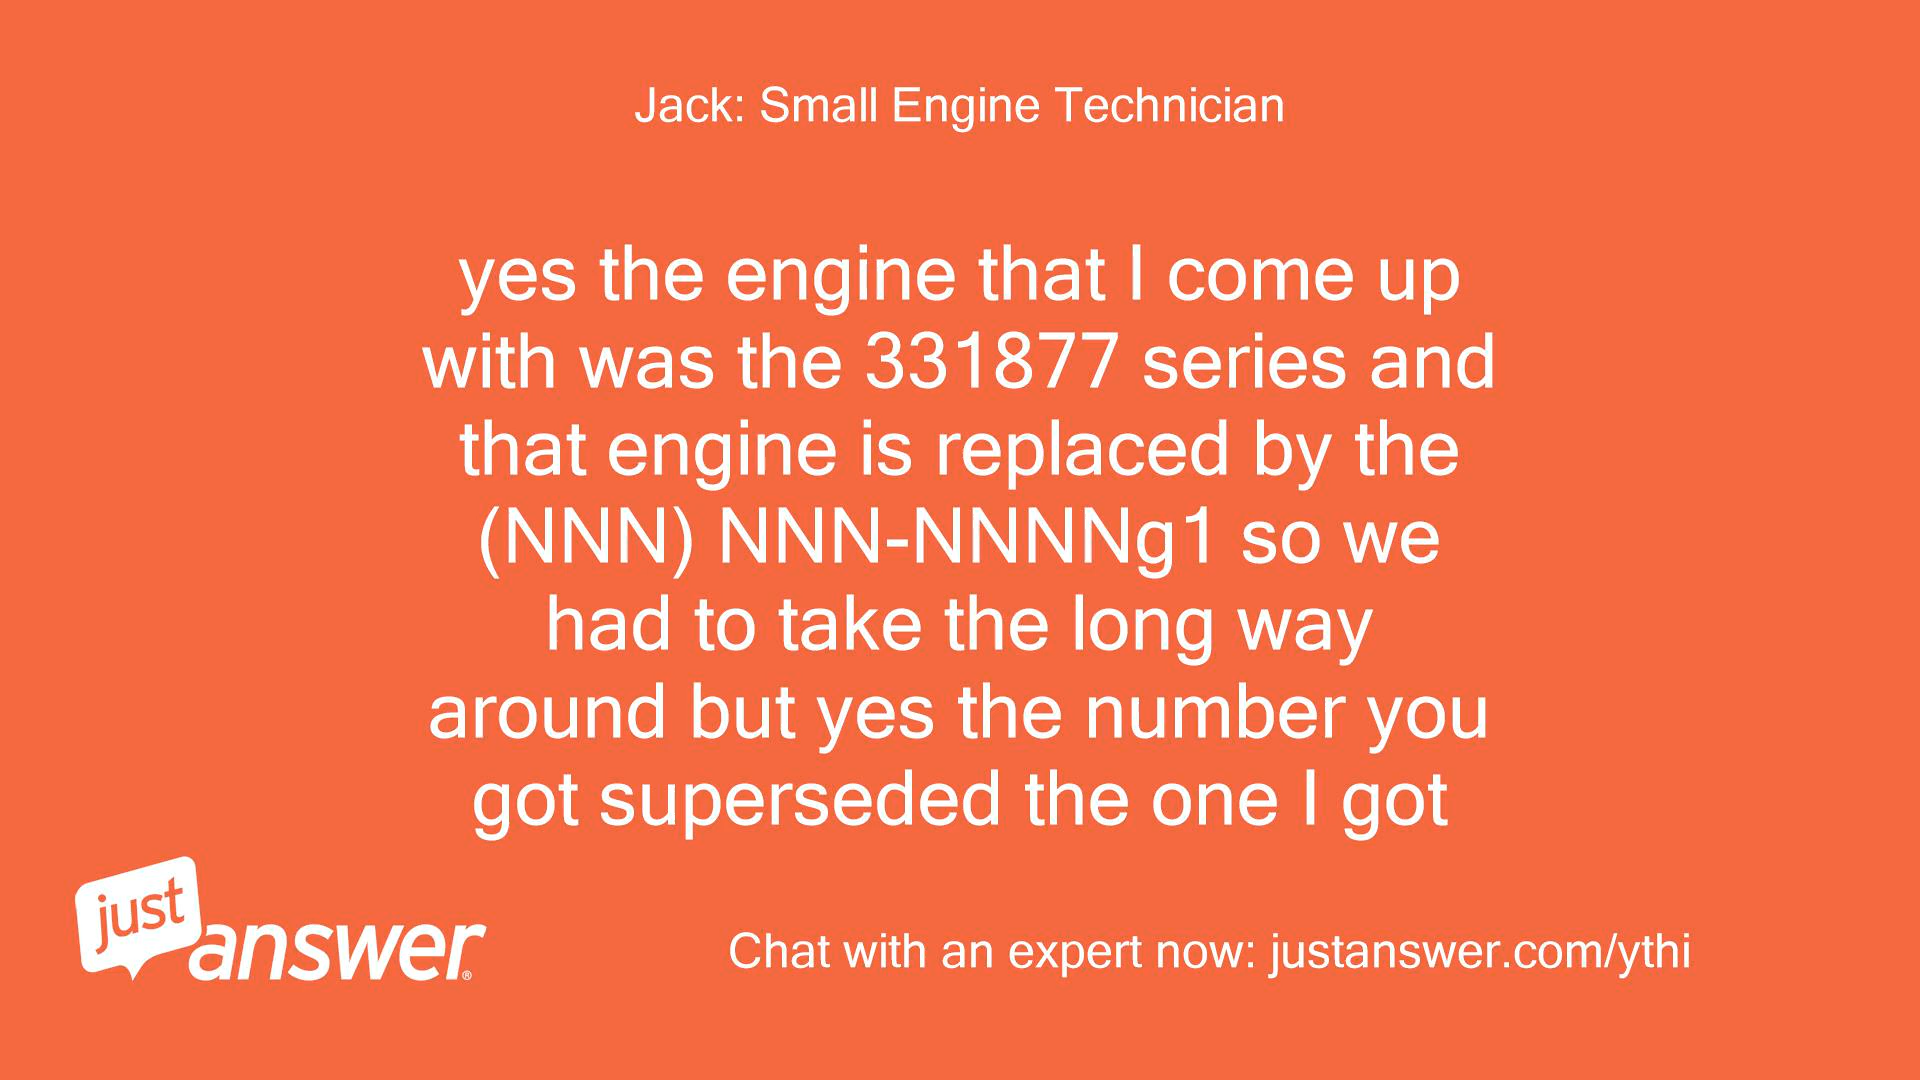 Jack: Small Engine Technician
yes the engine that I come up
with was the 331877 series and
that engine is replaced by the
(NNN) NNN-NNNNg1 so we
had to take the long way
around but yes the number you
got superseded the one I got
just
answer®
Chat with an expert now: justanswer.com/ythi